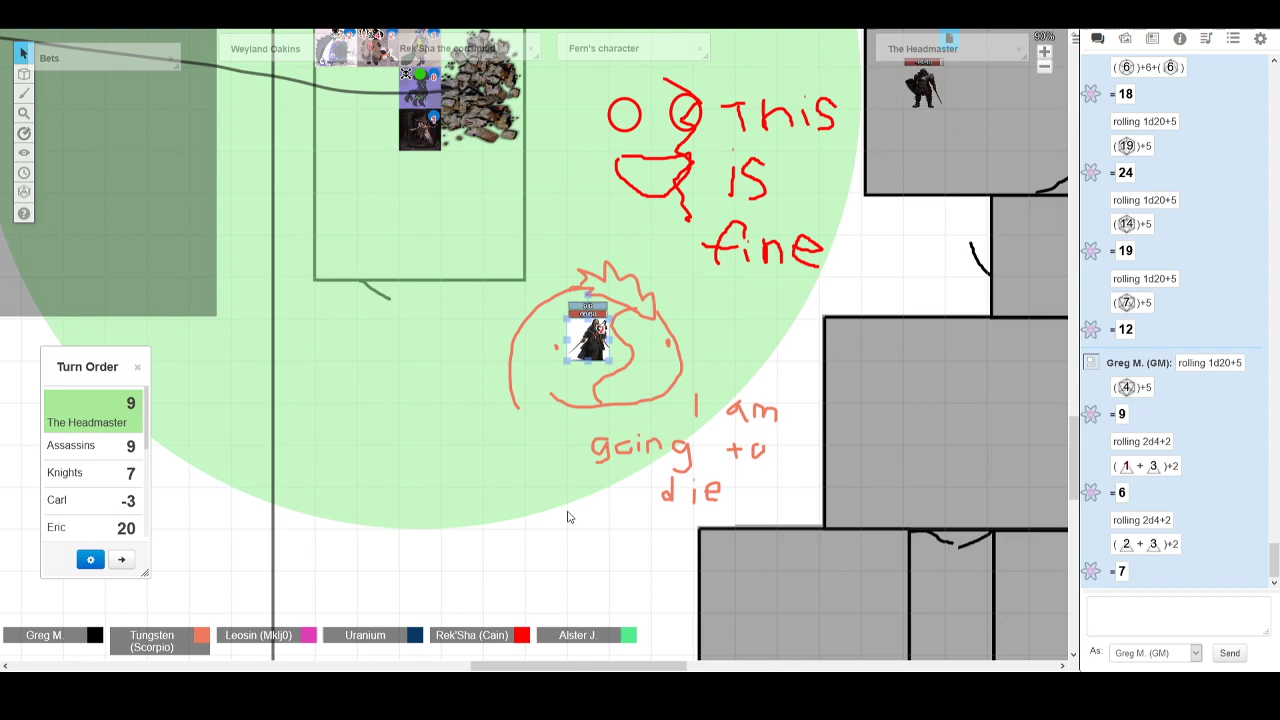 Bets
Weyland Oakins
Rek'Sha the corrupted
Fern's character
The Headmaster
90%
This
is
fine
I am
going to
die
Turn Order
9
The Headmaster
Assassins 9
Knights 7
Carl -3
Eric 20
Greg M.
Tungsten
(Scorpio)
Leosin (Mklj0)
Uranium
Rek'Sha (Cain)
Alster J.
(6)+6+(6)
= 18
rolling 1d20+5
(19)+5
= 24
rolling 1d20+5
(14)+5
= 19
rolling 1d20+5
(7)+5
= 12
Greg M. (GM): rolling 1d20+5
(4)+5
= 9
rolling 2d4+2
(1 + 3)+2
= 6
rolling 2d4+2
(2 + 3)+2
= 7
As: Greg M. (GM) Send